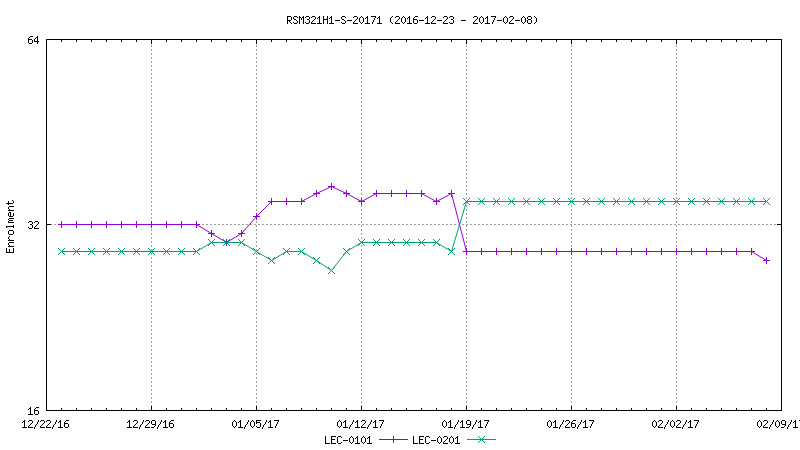 RSM321H1-S-20171 (2016-12-23 - 2017-02-08)
64
Enrolment
32
16
12/22/16 12/29/16 01/05/17 01/12/17 01/19/17 01/26/17 02/02/17 02/09/1
LEC-0101 LEC-0201